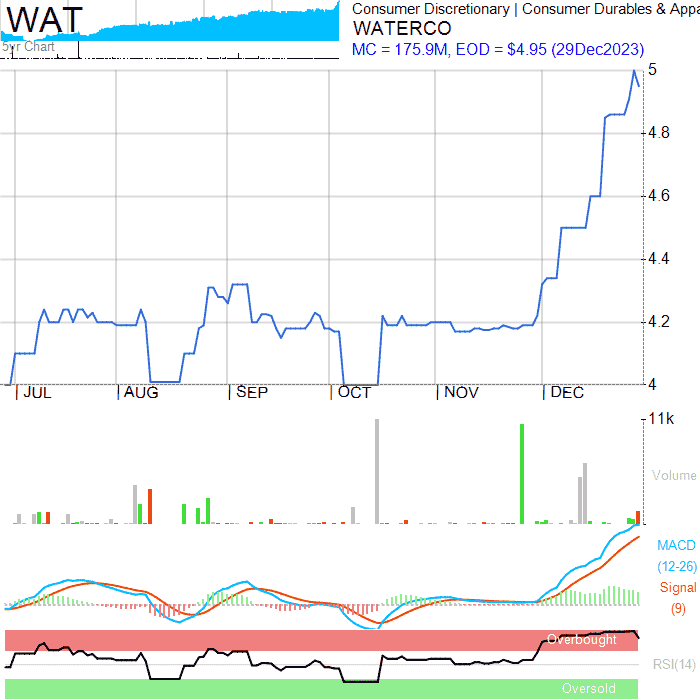 WAT
5yr Chart
Consumer Discretionary | Consumer Durables & Appa
WATERCO
MC = 175.9M, EOD = $4.95 (29Dec2023)
5
4.8
4.6
4.4
4.2
4
JUL
AUG
SEP
OCT
NOV
DEC
11k
Volume
MACD
(12-26)
Signal
(9)
Overbought
RSI(14)
Oversold